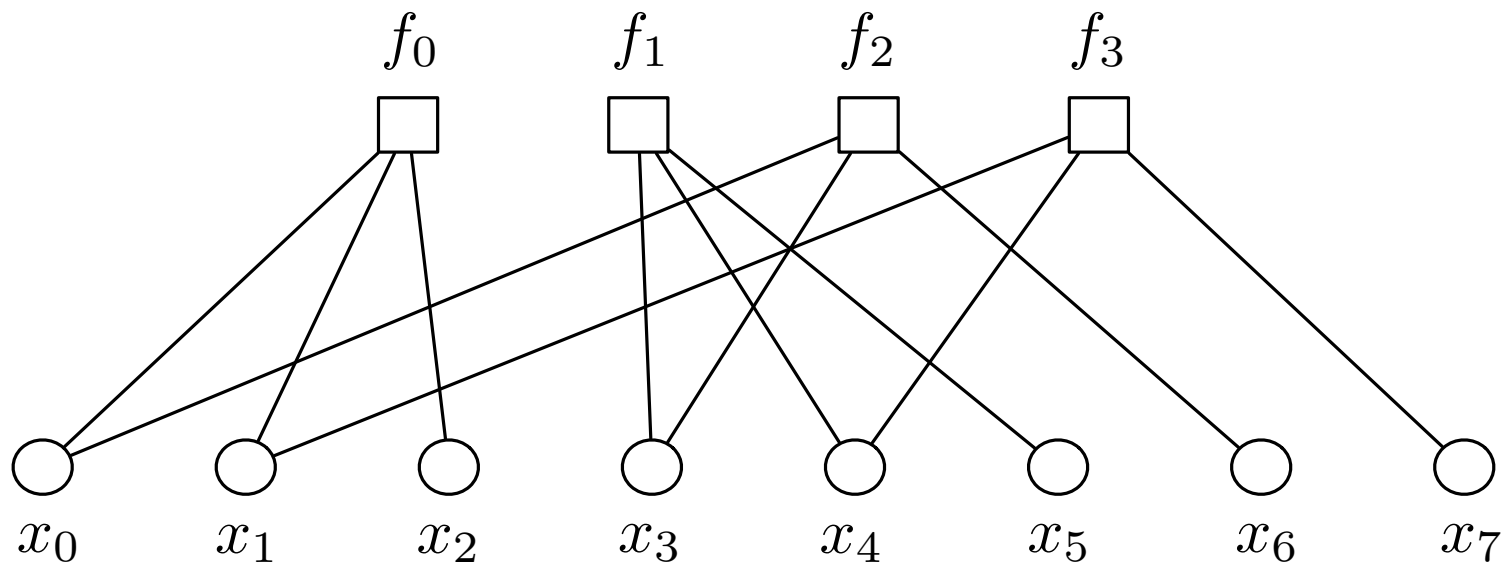 f₀ f₁ f₂ f₃
x₀ x₁ x₂ x₃ x₄ x₅ x₆ x₇